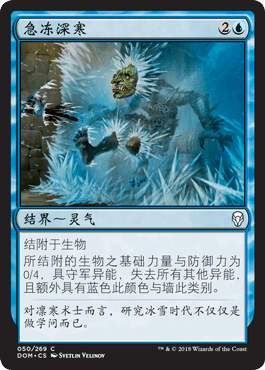 急冻深寒 2
结界~灵气
结附于生物
所结附的生物之基础力量与防御力为
0/4，具守军异能，失去所有其他异能，
且额外具有蓝色此颜色与墙此类别。
对凛寒术士而言，研究冰雪时代不仅仅是
做学问而已。
050/269 C
DOM • CS SVETLIN VELINOV
™ & © 2018 Wizards of the Coast